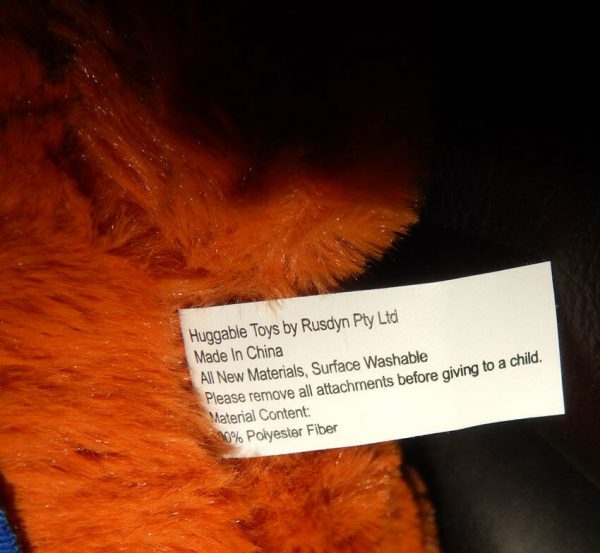 Huggable Toys by Rusdyn Pty Ltd
Made In China
All New Materials, Surface Washable
Please remove all attachments before giving to a child.
Material Content:
00% Polyester Fiber